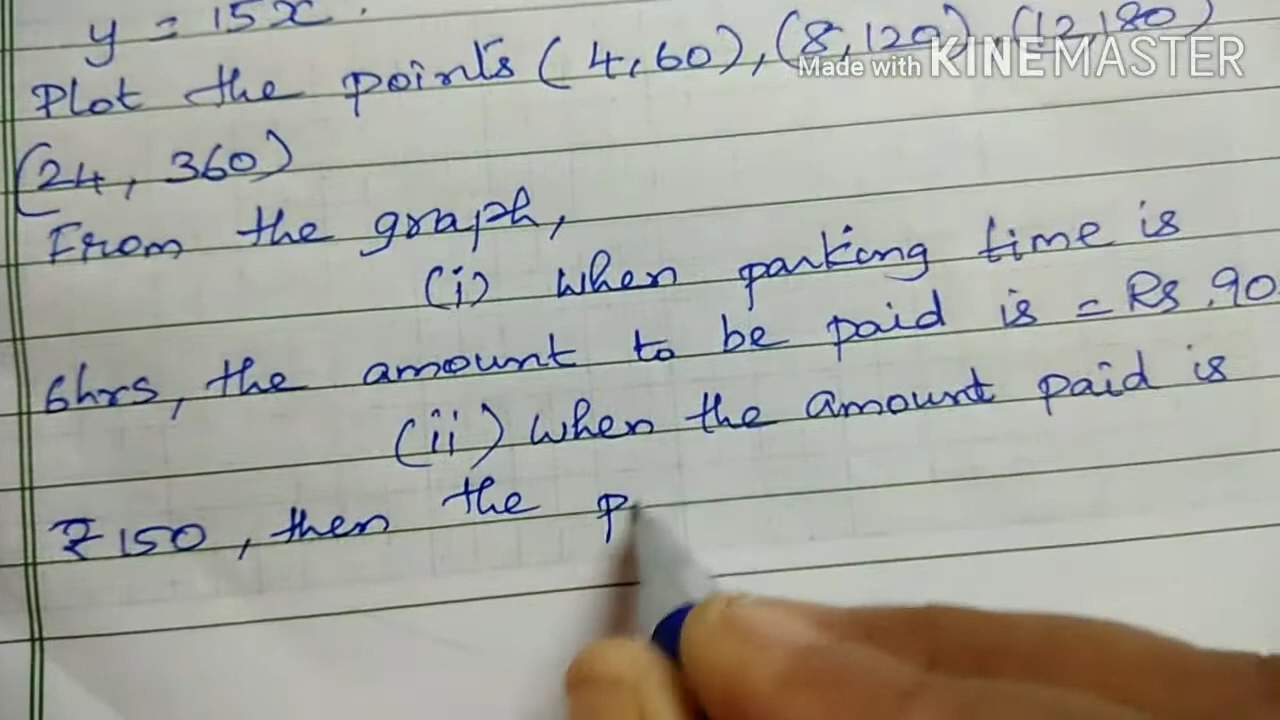 y = 15x.
Plot the points (4,60), (8,120), (12,180)
Made with KINEMASTER
(24, 360)
From the graph,
(i) when parking time is
6hrs, the amount to be paid is = Rs.90
(ii) when the amount paid is
₹150, then the p